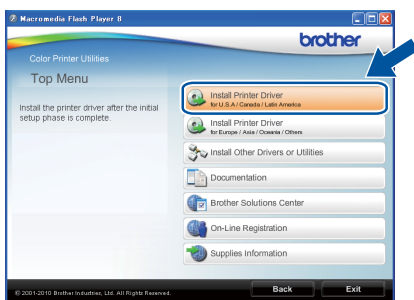 Macromedia Flash Player 8
brother
Color Printer Utilities
Top Menu
Install the printer driver after the initial
setup phase is complete.
Install Printer Driver
for U.S.A / Canada / Latin America
Install Printer Driver
for Europe / Asia / Oceania / Others
Install Other Drivers or Utilities
Documentation
Brother Solutions Center
On-Line Registration
Supplies Information
© 2001-2010 Brother Industries, Ltd. All Rights Reserved.
Back
Exit